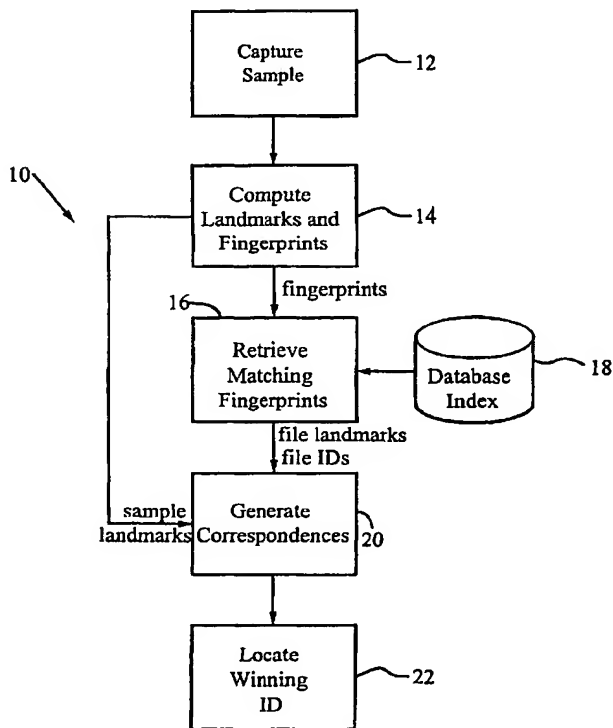 Capture
Sample
12
10
Compute
Landmarks and
Fingerprints
14
fingerprints
16
Retrieve
Matching
Fingerprints
Database
Index
18
file landmarks
file IDs
sample
landmarks
Generate
Correspondences
20
Locate
Winning
ID
22